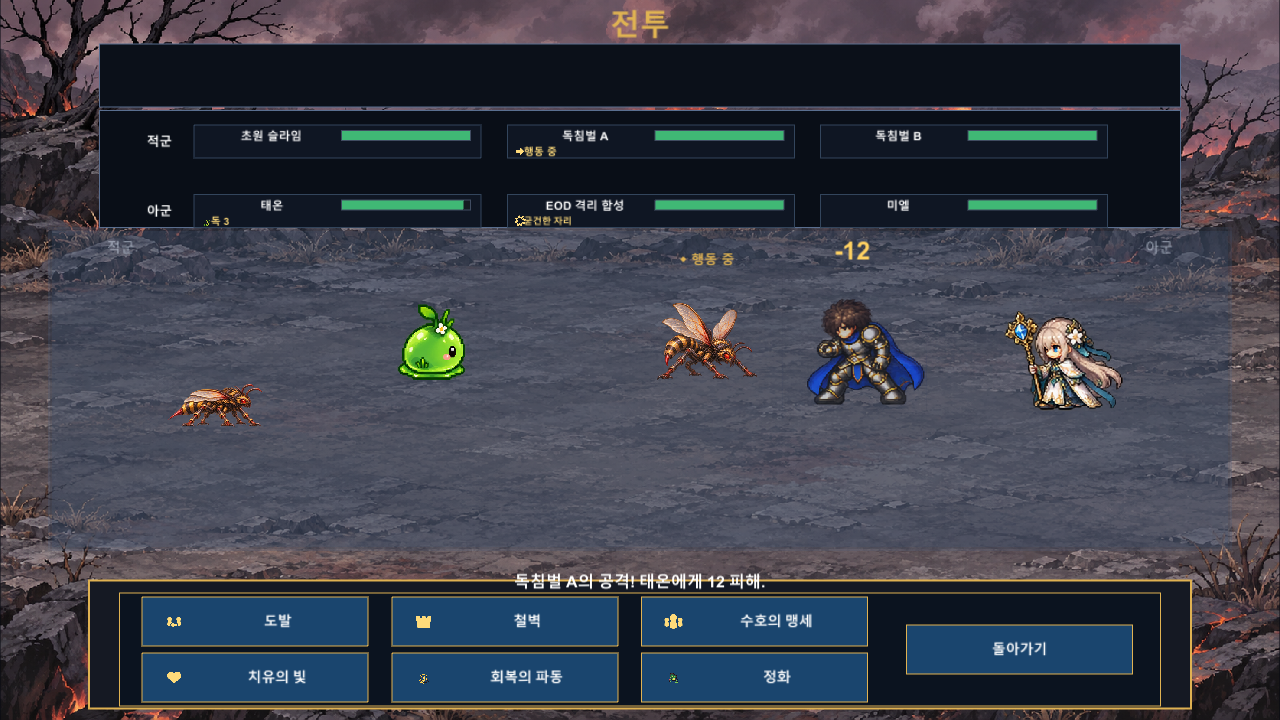 전투
적군
초원 슬라임
독침벌 A
행동 중
독침벌 B
아군
태온
독 3
EOD 격리 합성
굳건한 자리
미엘
적군
행동 중
-12
아군
독침벌 A의 공격! 태온에게 12 피해.
도발
철벽
수호의 맹세
돌아가기
치유의 빛
회복의 파동
정화